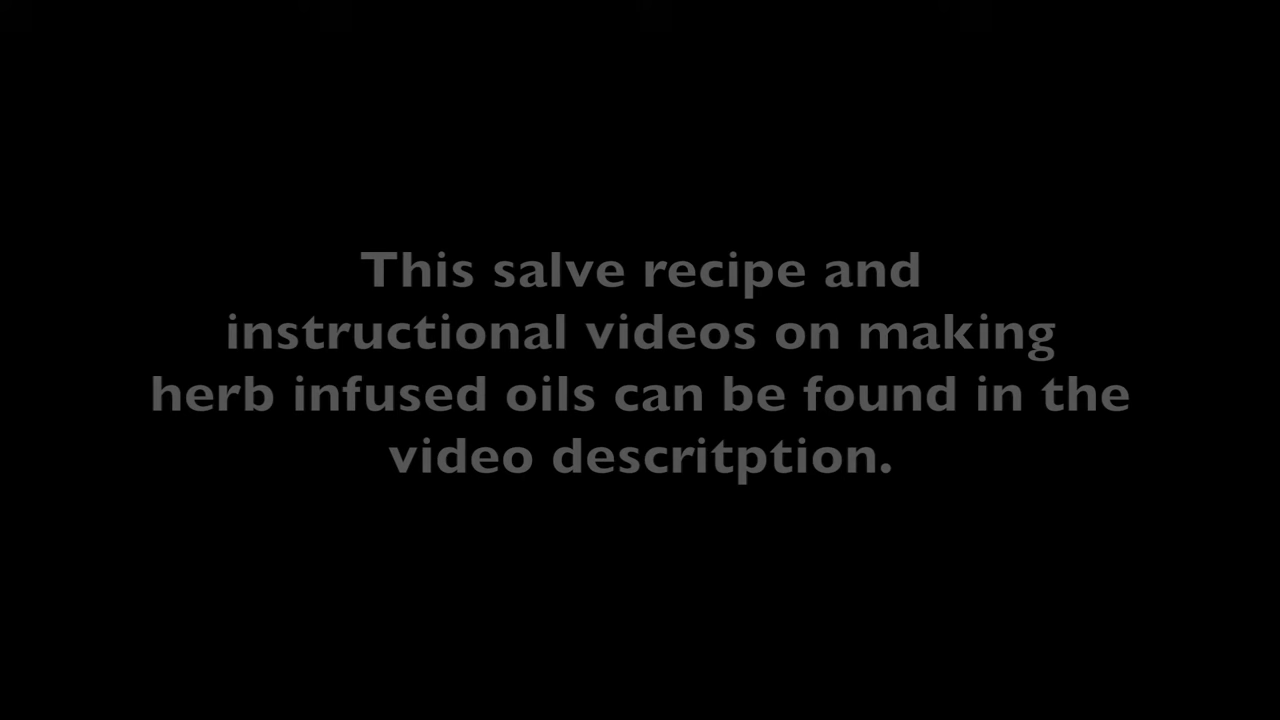 This salve recipe and
instructional videos on making
herb infused oils can be found in the
video descritption.